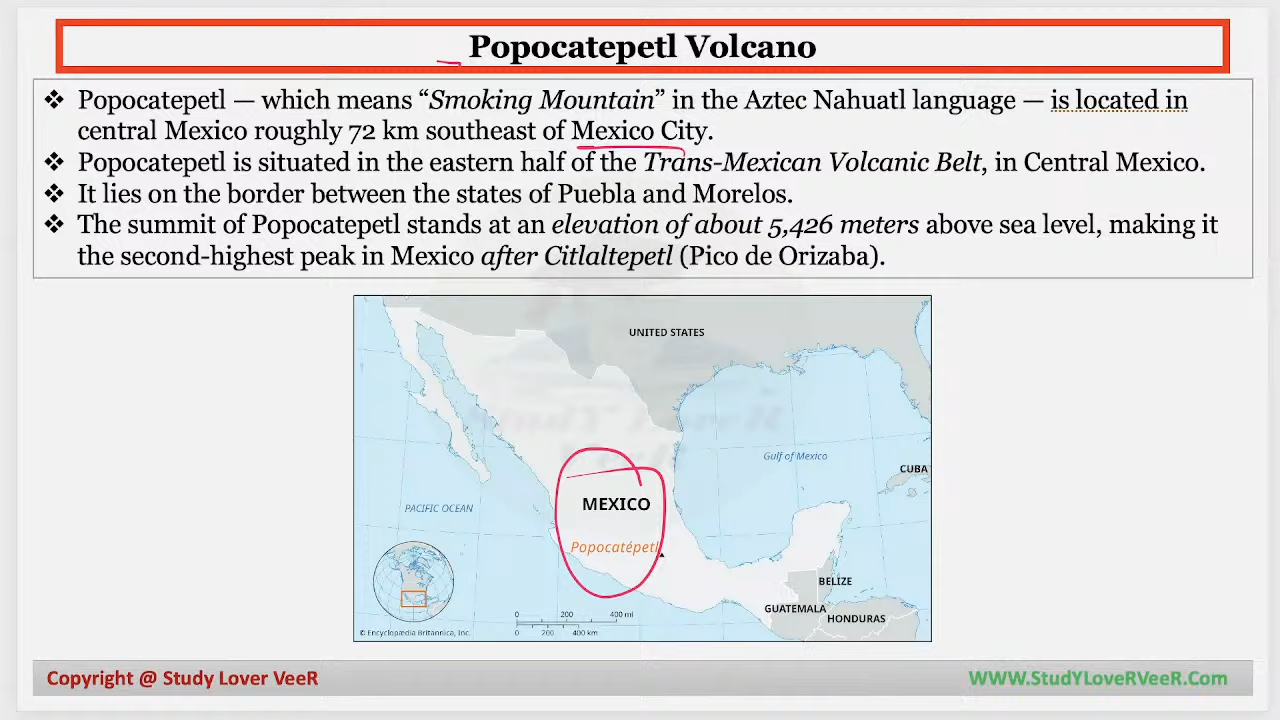 Popocatepetl Volcano
❖ Popocatepetl — which means “Smoking Mountain” in the Aztec Nahuatl language — is located in
central Mexico roughly 72 km southeast of Mexico City.
❖ Popocatepetl is situated in the eastern half of the Trans-Mexican Volcanic Belt, in Central Mexico.
❖ It lies on the border between the states of Puebla and Morelos.
❖ The summit of Popocatepetl stands at an elevation of about 5,426 meters above sea level, making it
the second-highest peak in Mexico after Citlaltepetl (Pico de Orizaba).
UNITED STATES
StudY LoveR
VeeR
Gulf of Mexico
CUBA
MEXICO
PACIFIC OCEAN
Popocatépetl
BELIZE
GUATEMALA
HONDURAS
0 200 400 mi
0 200 400 km
© Encyclopædia Britannica, Inc.
Copyright @ Study Lover VeeR
WWW.StudYLoveRVeeR.Com